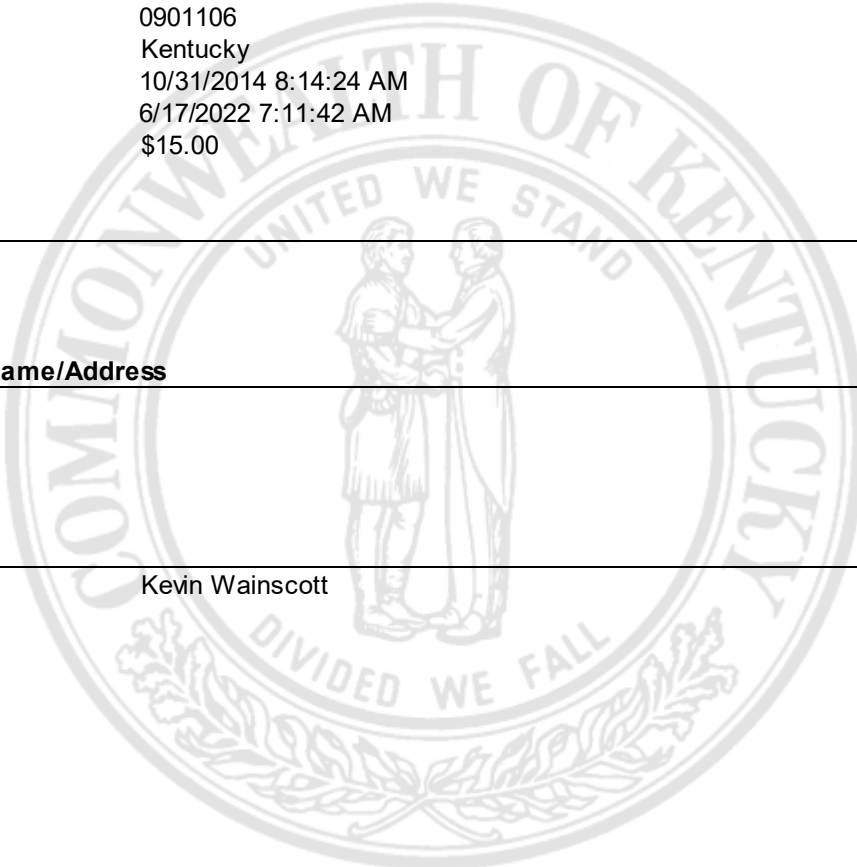 0901106
Kentucky
10/31/2014 8:14:24 AM
6/17/2022 7:11:42 AM
$15.00
COMMONWEALTH OF KENTUCKY
UNITED WE STAND
ame/Address
Kevin Wainscott
DIVIDED WE FALL